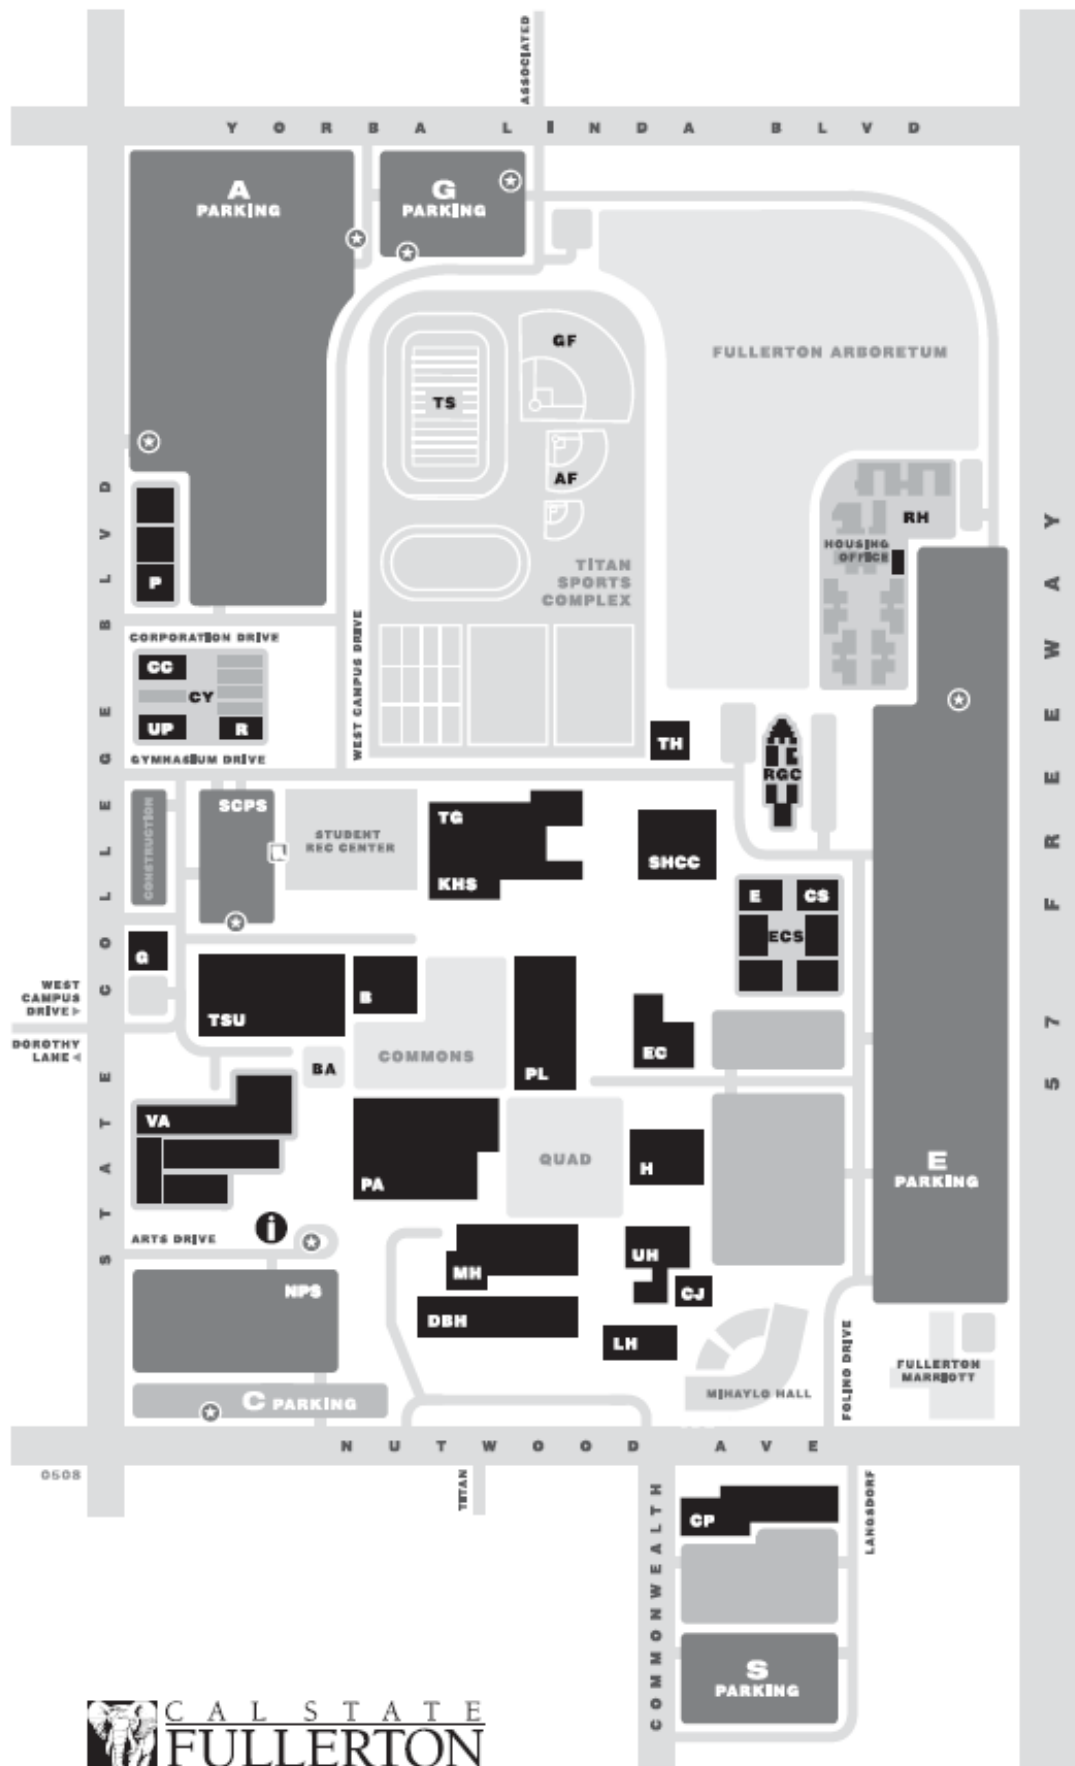 ASSOCIATED
YORBA LINDA BLVD
A
PARKING
G
PARKING
GF
FULLERTON ARBORETUM
TS
AF
RH
HOUSING
OFFICE
TITAN
SPORTS
COMPLEX
P
CORPORATION DRIVE
CC
CY
UP
R
GYMNASIUM DRIVE
WEST CAMPUS DRIVE
STATE COLLEGE BLVD
57 FREEWAY
TH
RGC
CONSTRUCTION
SCPS
STUDENT
REC CENTER
TG
KHS
SHCC
E
CS
ECS
G
WEST
CAMPUS
DRIVE
DOROTHY
LANE
TSU
B
COMMONS
BA
PL
EC
VA
PA
QUAD
H
E
PARKING
ARTS DRIVE
i
NPS
MH
DBH
UH
CJ
LH
MIHAYLO HALL
FOLINO DRIVE
FULLERTON
MARRIOTT
C PARKING
NUTWOOD AVE
0508
TITAN
COMMONWEALTH
LANGSDORF
CP
S
PARKING
CAL STATE
FULLERTON